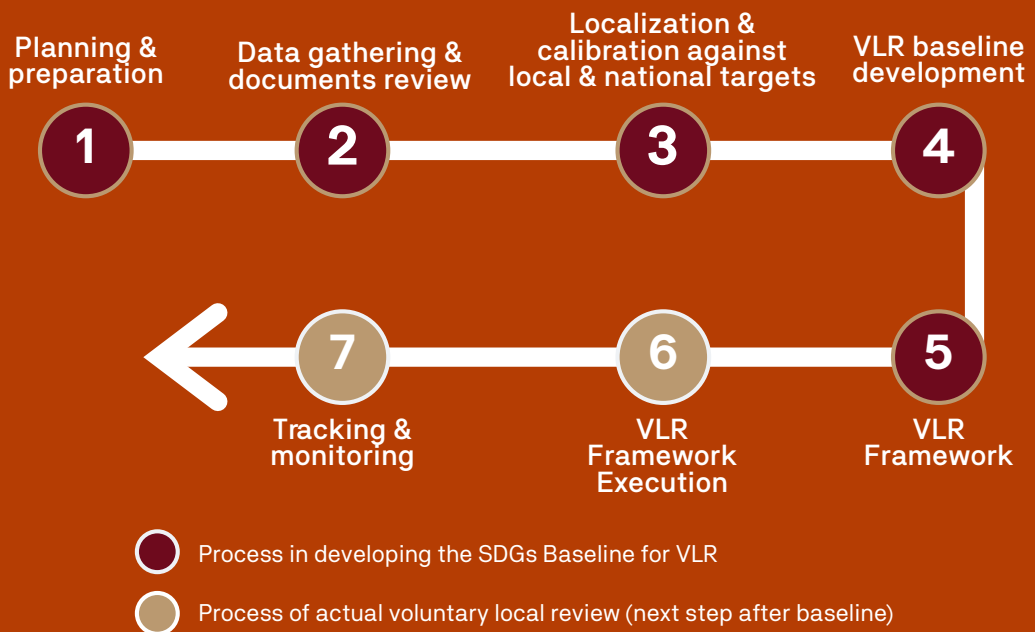 Planning &
preparation
Data gathering &
documents review
Localization &
calibration against
local & national targets
VLR baseline
development
1
2
3
4
7
6
5
Tracking &
monitoring
VLR
Framework
Execution
VLR
Framework
Process in developing the SDGs Baseline for VLR
Process of actual voluntary local review (next step after baseline)